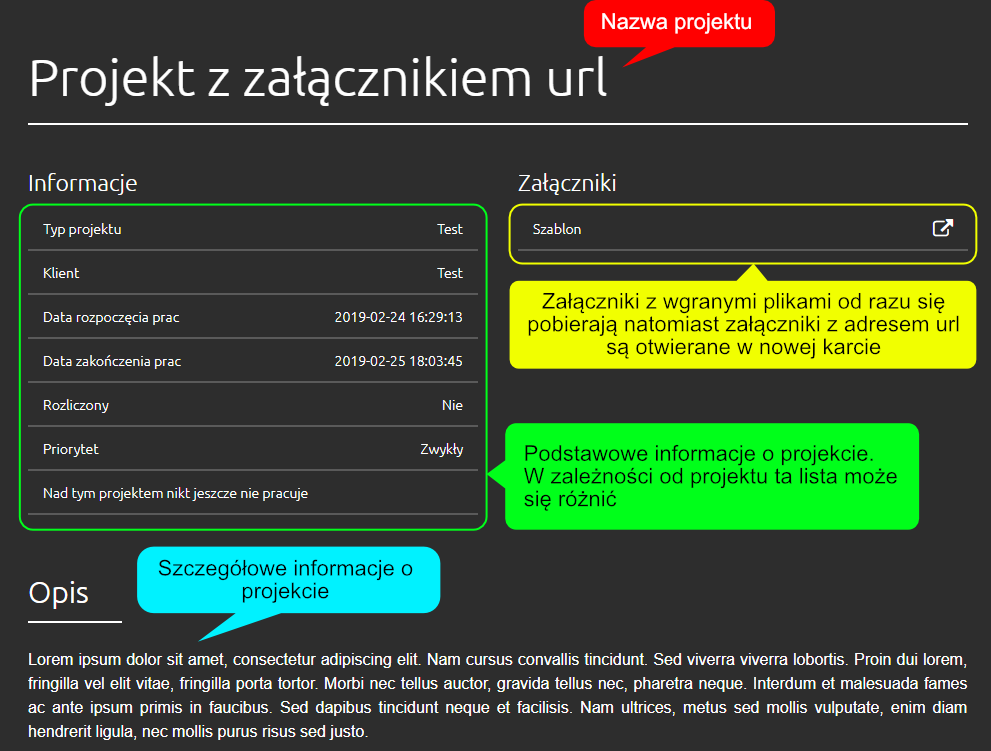 Nazwa projektu
Projekt z załącznikiem url
Informacje
Typ projektu Test
Klient Test
Data rozpoczęcia prac 2019-02-24 16:29:13
Data zakończenia prac 2019-02-25 18:03:45
Rozliczony Nie
Priorytet Zwykły
Nad tym projektem nikt jeszcze nie pracuje
Załączniki
Szablon
Załączniki z wgranymi plikami od razu się
pobierają natomiast załączniki z adresem url
są otwierane w nowej karcie
Podstawowe informacje o projekcie.
W zależności od projektu ta lista może
się różnić
Szczegółowe informacje o
projekcie
Opis
Lorem ipsum dolor sit amet, consectetur adipiscing elit. Nam cursus convallis tincidunt. Sed viverra viverra lobortis. Proin dui lorem,
fringilla vel elit vitae, fringilla porta tortor. Morbi nec tellus auctor, gravida tellus nec, pharetra neque. Interdum et malesuada fames
ac ante ipsum primis in faucibus. Sed dapibus tincidunt neque et facilisis. Nam ultrices, metus sed mollis vulputate, enim diam
hendrerit ligula, nec mollis purus risus sed justo.